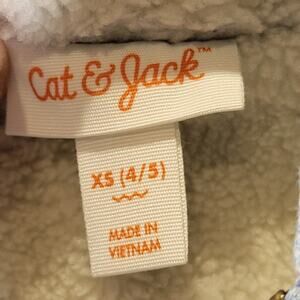 Cat & Jack™
XS (4/5)
MADE IN
VIETNAM